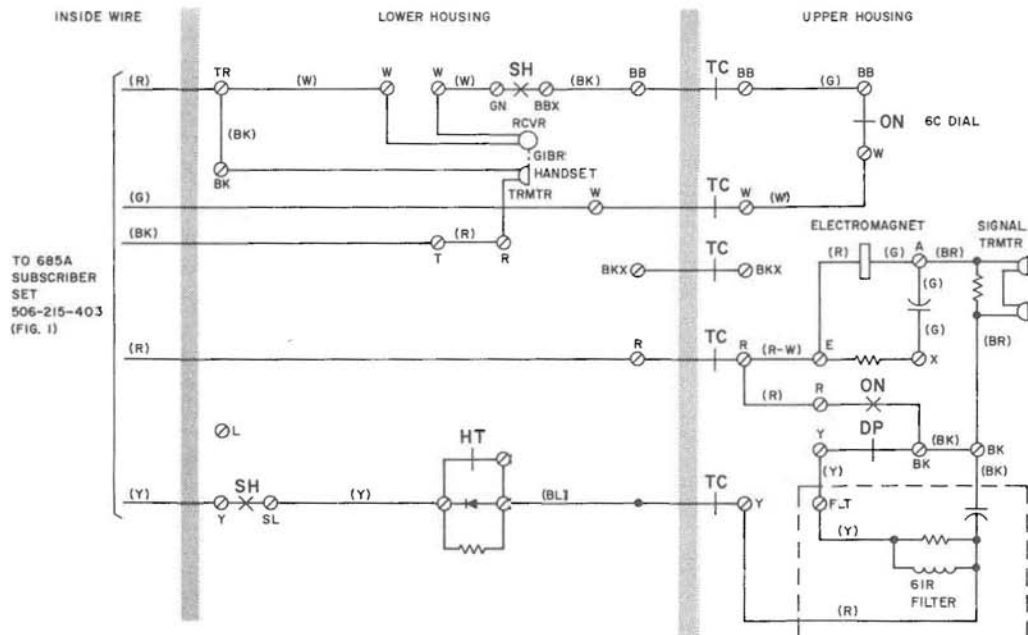 INSIDE WIRE
LOWER HOUSING
UPPER HOUSING
(R)
TR
(W)
W
W
(W)
SH
(BK)
BB
TC
BB
(G)
BB
GN
BBX
(BK)
RCVR
ON
6C DIAL
W
BK
HANDSET
TRMTR
(G)
W
TC
W
(W)
(BK)
T
(R)
R
ELECTROMAGNET
SIGNAL
TRMTR
TO 685A
SUBSCRIBER
SET
506-215-403
(FIG. 1)
BKX
TC
BKX
(R)
(G)
A
(BR)
(G)
(G)
(R)
R
TC
R
(R-W)
E
X
(BR)
(R)
R
ON
L
HT
Y
DP
BK
(BK)
BK
(Y)
(BK)
(Y)
SH
Y
SL
(Y)
TC
Y
FLT
(Y)
61R
FILTER
(R)